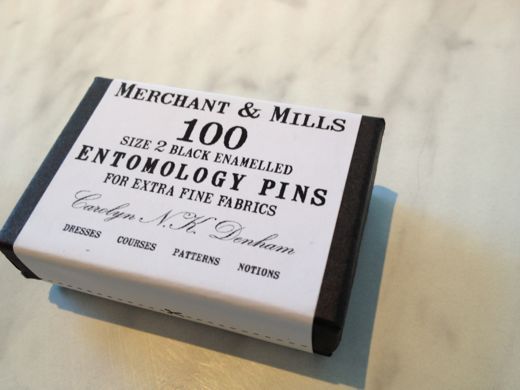 MERCHANT & MILLS
100
SIZE 2 BLACK ENAMELLED
ENTOMOLOGY PINS
FOR EXTRA FINE FABRICS
Carolyn N.K. Denham
DRESSES COURSES PATTERNS NOTIONS